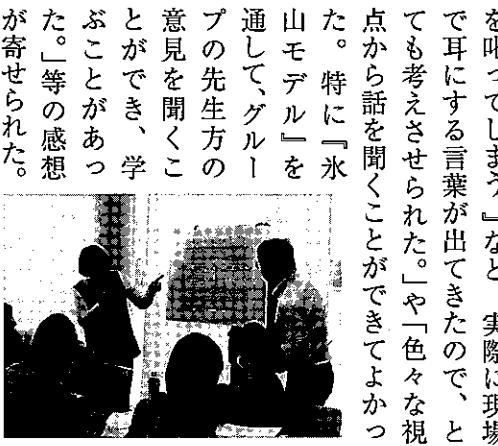 を叱ってしまう』など、実際に現場
で耳にする言葉が出てきたので、と
ても考えさせられた。」や「色々な視
点から話を聞くことができてよかっ
た。特に『氷
山モデル』を
通して、グルー
プの先生方の
意見を聞くこ
とができ、学
ぶことがあっ
た。」等の感想
が寄せられた。